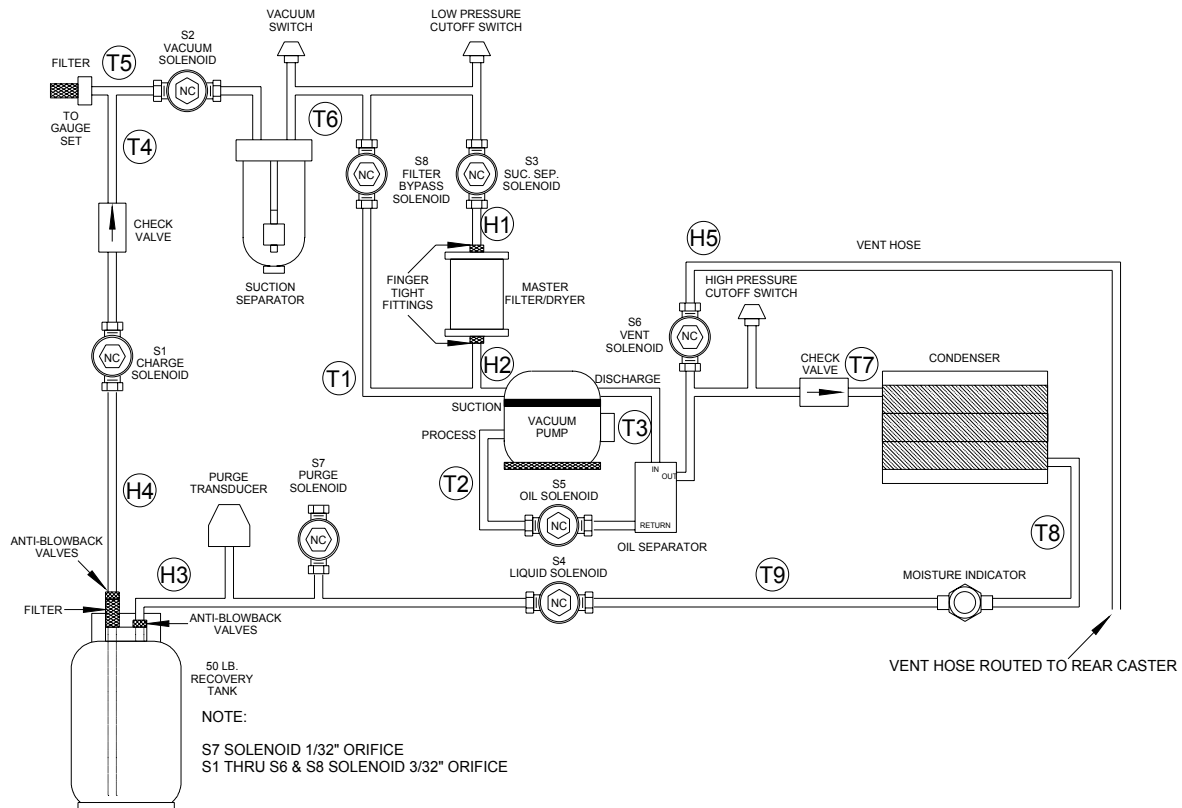 S2
VACUUM
SOLENOID
VACUUM
SWITCH
LOW PRESSURE
CUTOFF SWITCH
FILTER
T5
NC
TO
GAUGE
SET
T4
T6
S8
FILTER
BYPASS
SOLENOID
NC
S3
SUC. SEP.
SOLENOID
NC
CHECK
VALVE
SUCTION
SEPARATOR
H1
FINGER
TIGHT
FITTINGS
MASTER
FILTER/DRYER
H5
VENT HOSE
HIGH PRESSURE
CUTOFF SWITCH
S6
VENT
SOLENOID
NC
S1
CHARGE
SOLENOID
NC
T1
H2
DISCHARGE
SUCTION
VACUUM
PUMP
PROCESS
T3
CHECK
VALVE
T7
CONDENSER
H4
PURGE
TRANSDUCER
S7
PURGE
SOLENOID
NC
T2
S5
OIL SOLENOID
NC
IN
OUT
RETURN
OIL SEPARATOR
T8
ANTI-BLOWBACK
VALVES
H3
S4
LIQUID SOLENOID
NC
T9
MOISTURE INDICATOR
FILTER
ANTI-BLOWBACK
VALVES
50 LB.
RECOVERY
TANK
VENT HOSE ROUTED TO REAR CASTER
NOTE:
S7 SOLENOID 1/32" ORIFICE
S1 THRU S6 & S8 SOLENOID 3/32" ORIFICE